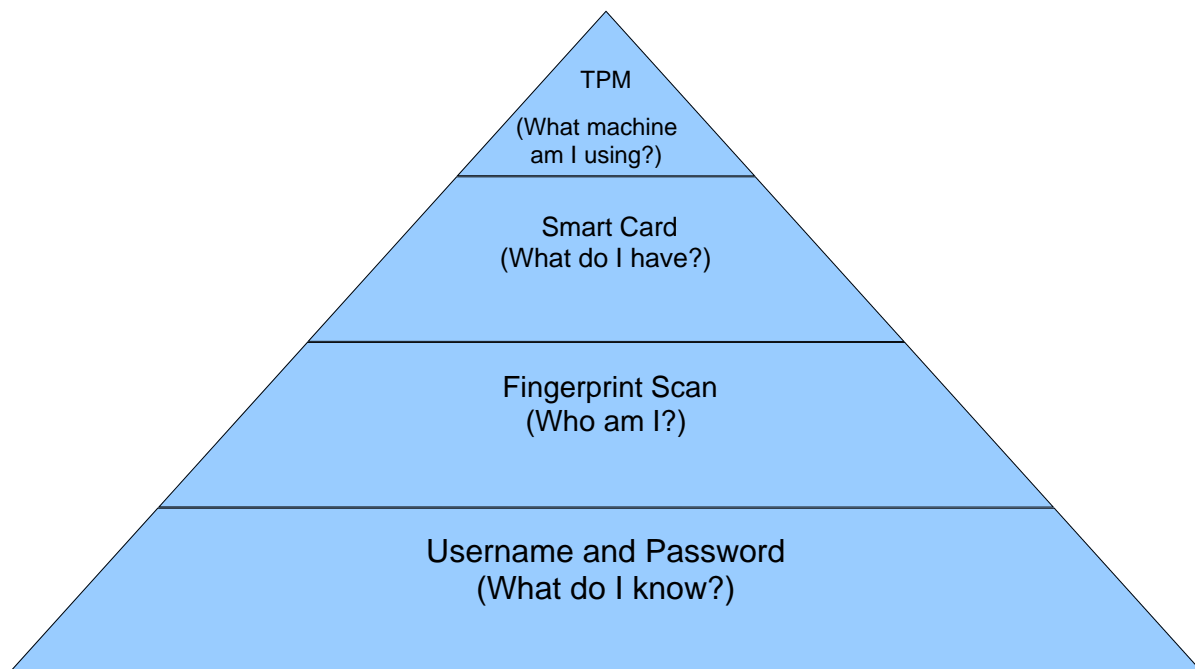 TPM
(What machine
am I using?)
Smart Card
(What do I have?)
Fingerprint Scan
(Who am I?)
Username and Password
(What do I know?)